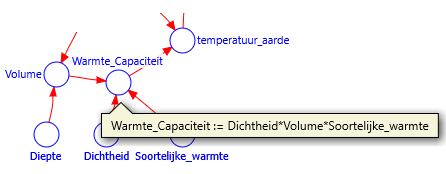 temperatuur_aarde
Warmte_Capaciteit
Volume
Warmte_Capaciteit := Dichtheid*Volume*Soortelijke_warmte
Diepte
Dichtheid
Soortelijke_warmte